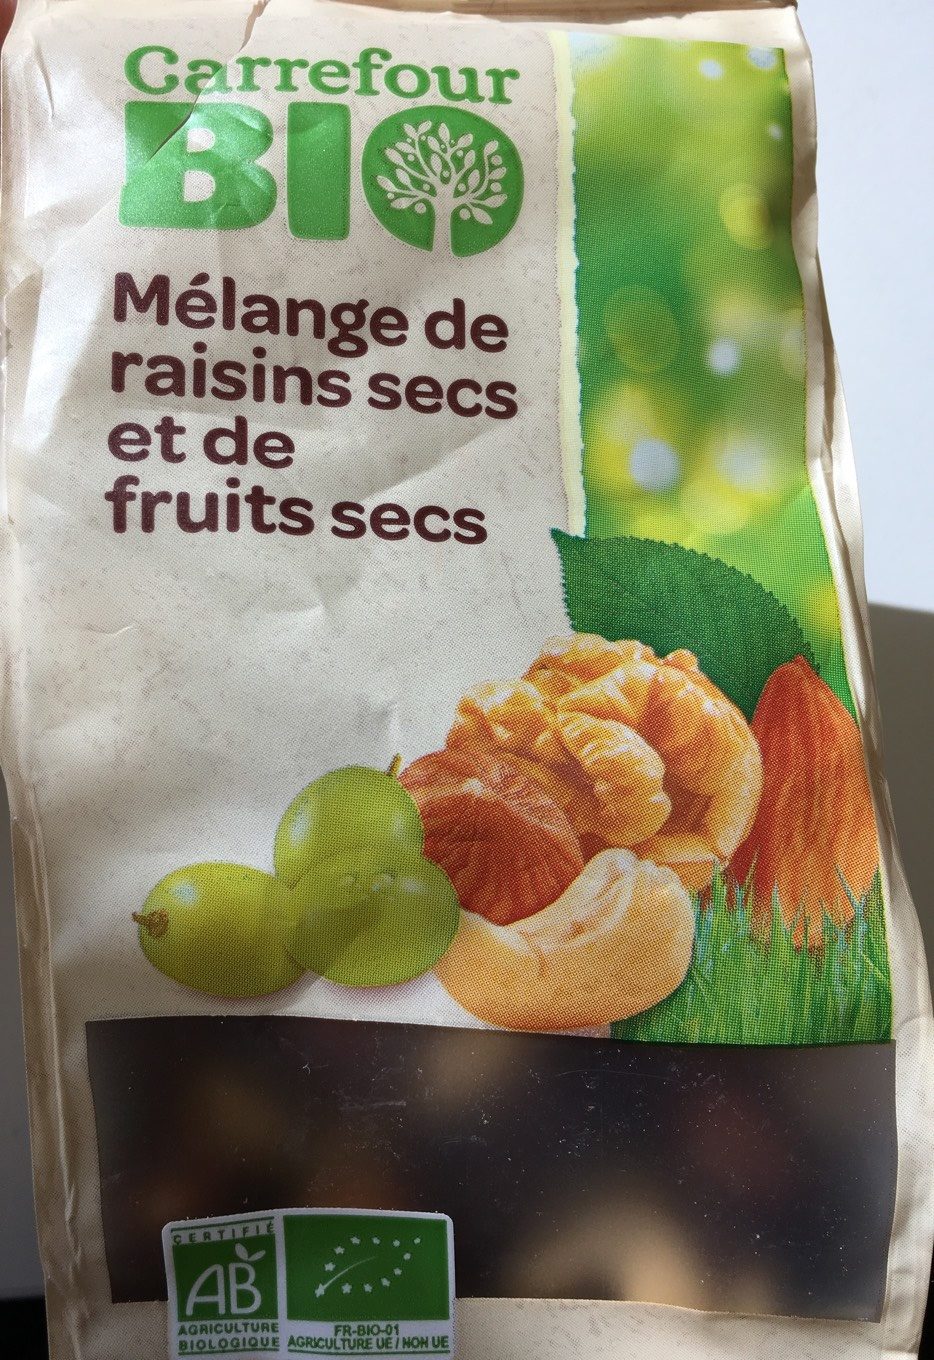 Carrefour
BIO
Mélange de
raisins secs
et de
fruits secs
CERTIFIÉ
AB
AGRICULTURE
BIOLOGIQUE
FR-BIO-01
AGRICULTURE UE / NON UE